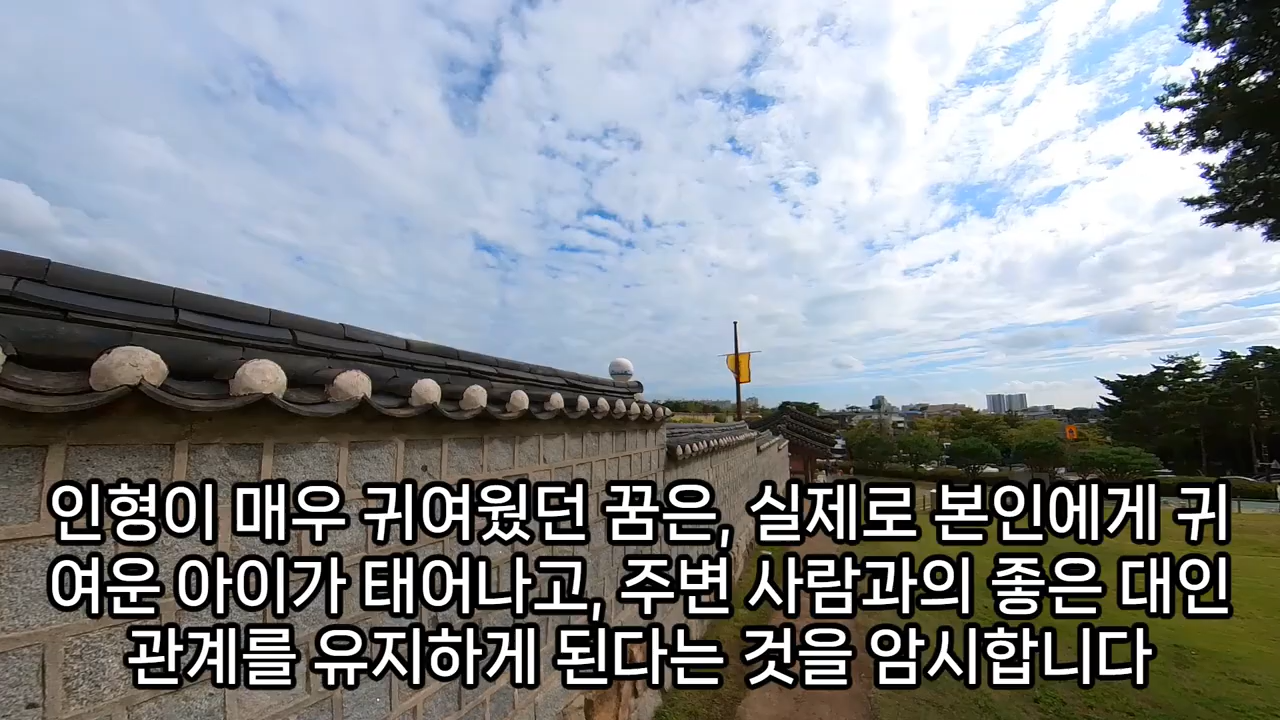 인형이 매우 귀여웠던 꿈은, 실제로 본인에게 귀
여운 아이가 태어나고, 주변 사람과의 좋은 대인
관계를 유지하게 된다는 것을 암시합니다